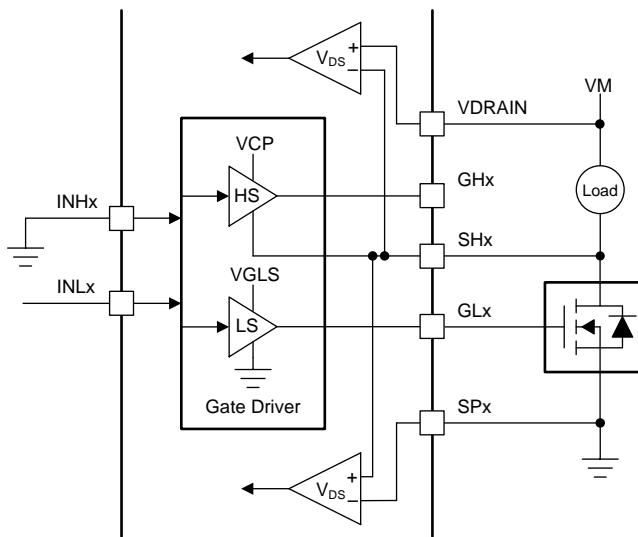 VDS
+
−
VM
VDRAIN
VCP
GHx
HS
Load
INHx
SHx
VGLS
INLx
GLx
LS
Gate Driver
SPx
VDS
+
−